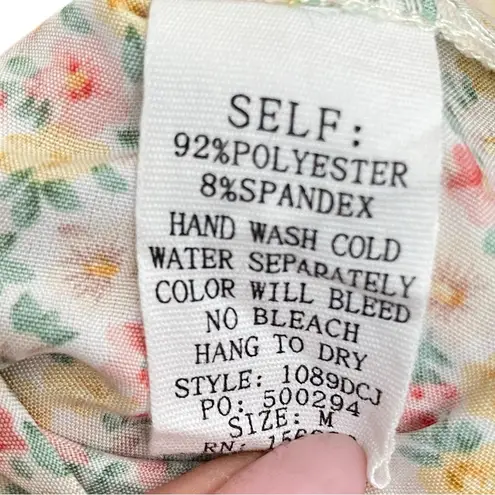 SELF:
92%POLYESTER
8%SPANDEX
HAND WASH COLD
WATER SEPARATELY
COLOR WILL BLEED
NO BLEACH
HANG TO DRY
STYLE: 1089DCJ
PO: 500294
SIZE: M
RN: